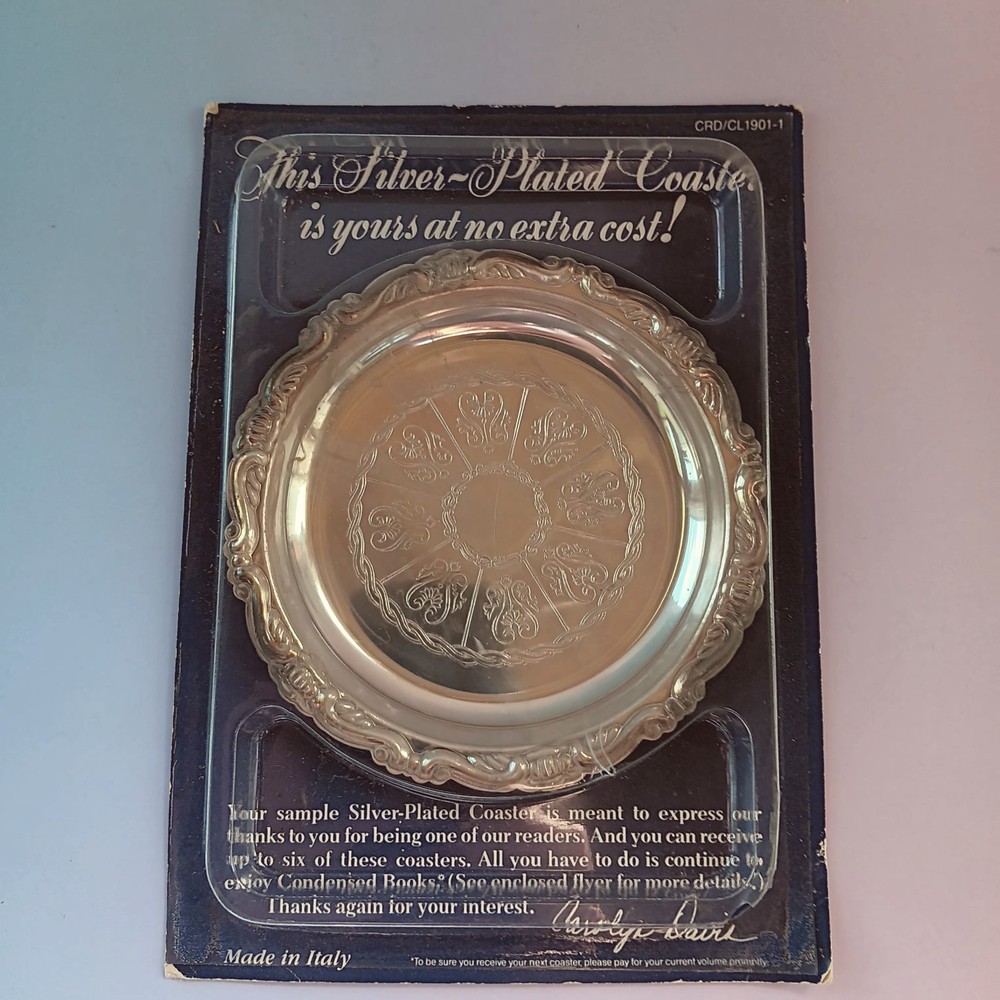 CRD/CL1901-1
This Silver-Plated Coaster
is yours at no extra cost!
Your sample Silver-Plated Coaster is meant to express our
thanks to you for being one of our readers. And you can receive
up to six of these coasters. All you have to do is continue to
enjoy Condensed Books.* (See enclosed flyer for more details.)
Thanks again for your interest.
Carolyn Davis
Made in Italy
*To be sure you receive your next coaster, please pay for your current volume promptly.